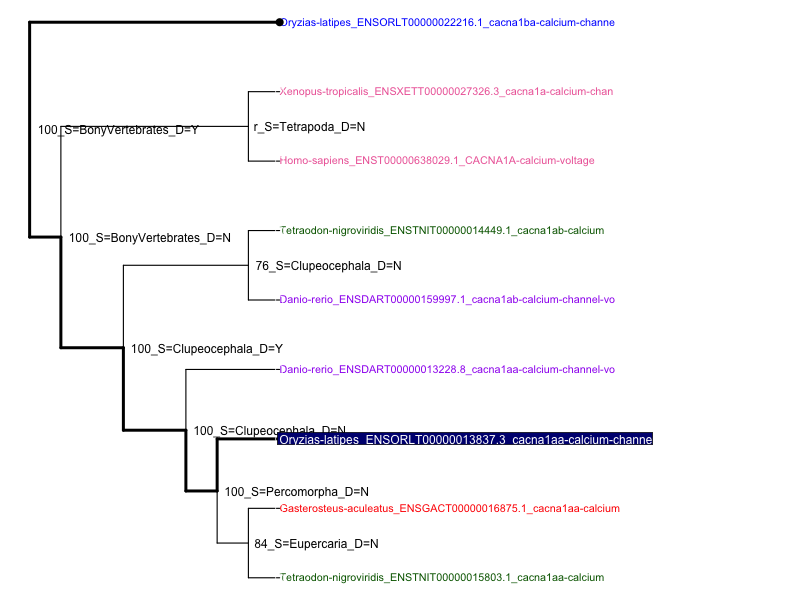 Oryzias-latipes_ENSORLT00000022216.1_cacna1ba-calcium-channe
Xenopus-tropicalis_ENSXETT00000027326.3_cacna1a-calcium-chan
100_S=BonyVertebrates_D=Y
r_S=Tetrapoda_D=N
Homo-sapiens_ENST00000638029.1_CACNA1A-calcium-voltage
Tetraodon-nigroviridis_ENSTNIT00000014449.1_cacna1ab-calcium
100_S=BonyVertebrates_D=N
76_S=Clupeocephala_D=N
Danio-rerio_ENSDART00000159997.1_cacna1ab-calcium-channel-vo
100_S=Clupeocephala_D=Y
Danio-rerio_ENSDART00000013228.8_cacna1aa-calcium-channel-vo
100_S=Clupeocephala_D=N
Oryzias-latipes_ENSORLT00000013837.3_cacna1aa-calcium-channe
100_S=Percomorpha_D=N
Gasterosteus-aculeatus_ENSGACT00000016875.1_cacna1aa-calcium
84_S=Eupercaria_D=N
Tetraodon-nigroviridis_ENSTNIT00000015803.1_cacna1aa-calcium